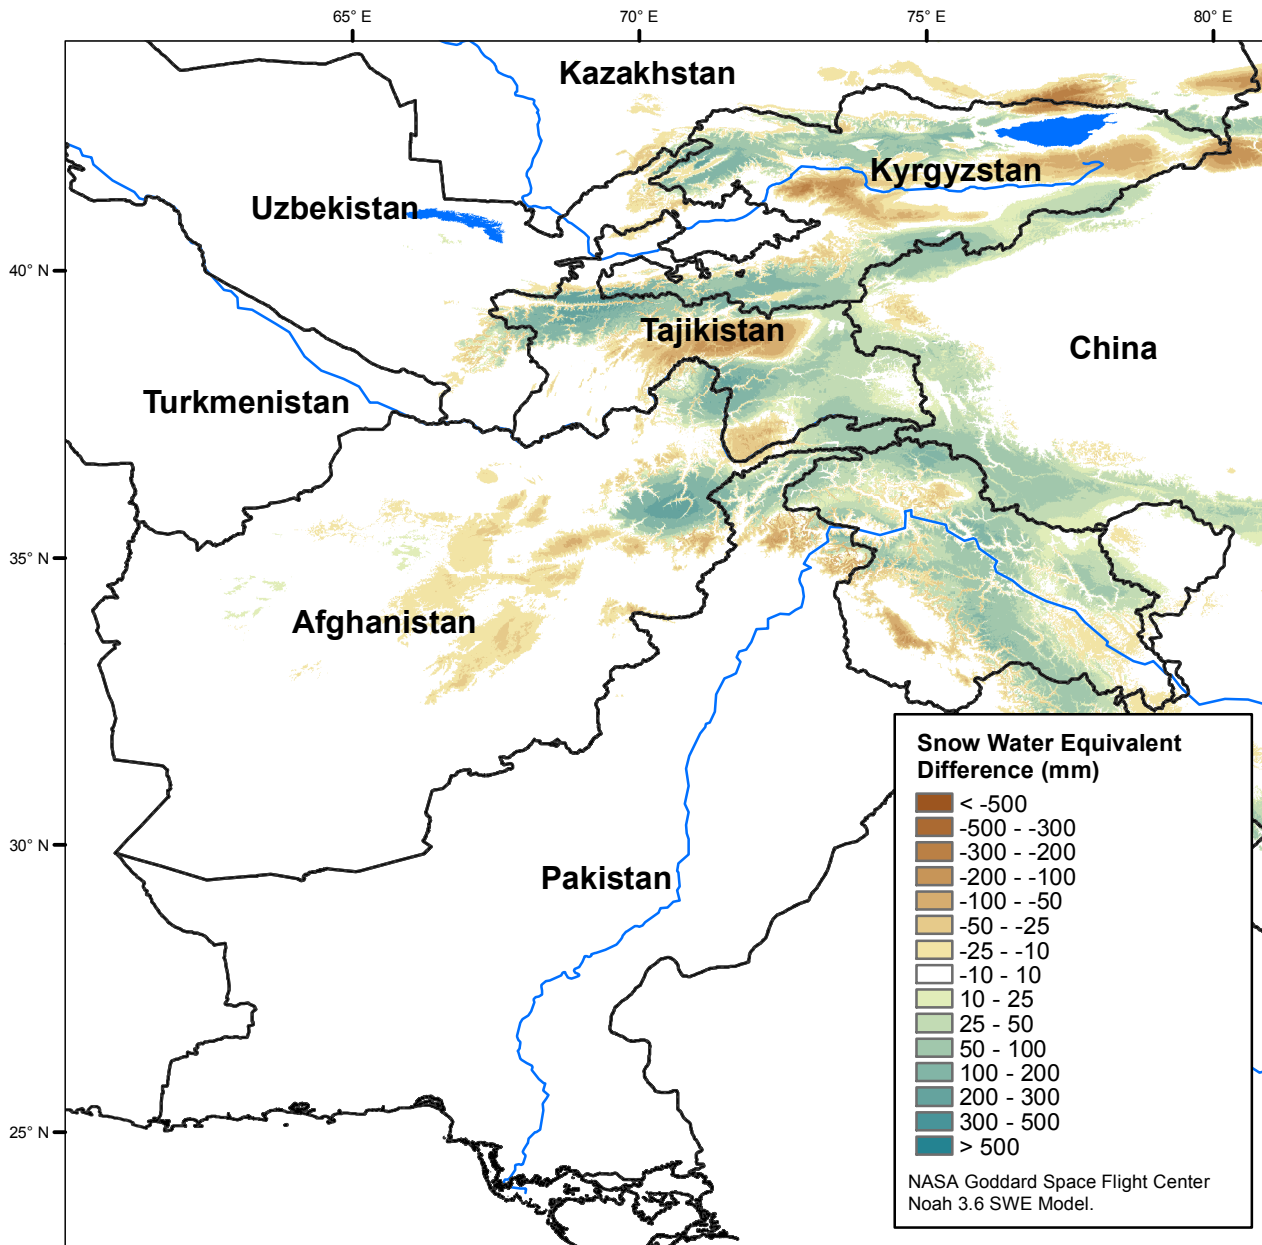 65° E
70° E
75° E
80° E
Kazakhstan
Kyrgyzstan
Uzbekistan
40° N
Tajikistan
China
Turkmenistan
35° N
Afghanistan
Snow Water Equivalent
Difference (mm)
< -500
-500 - -300
-300 - -200
-200 - -100
-100 - -50
-50 - -25
-25 - -10
-10 - 10
10 - 25
25 - 50
50 - 100
100 - 200
200 - 300
300 - 500
> 500
NASA Goddard Space Flight Center
Noah 3.6 SWE Model.
30° N
Pakistan
25° N